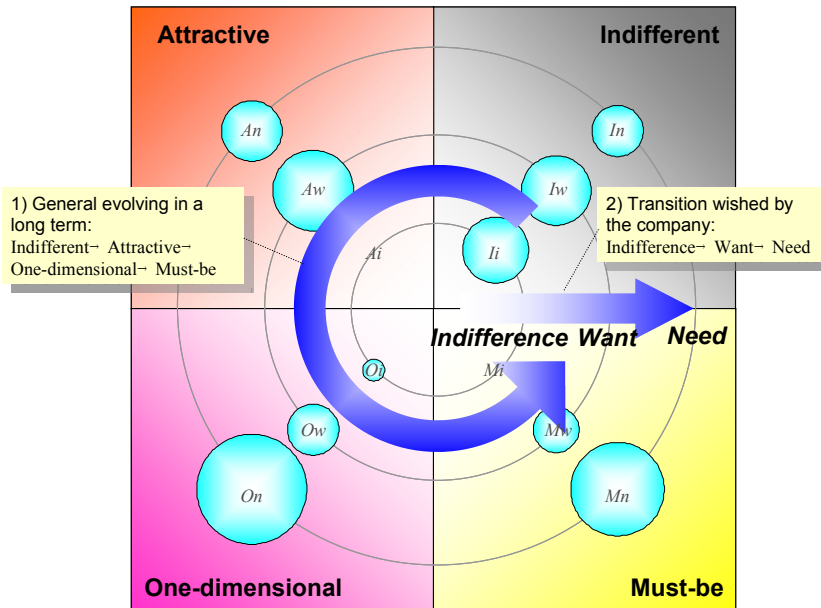 Attractive
Indifferent
An
In
Aw
Iw
1) General evolving in a
long term:
Indifferent→ Attractive→
One-dimensional→ Must-be
2) Transition wished by
the company:
Indifference→ Want→ Need
Ai
Ii
Indifference Want Need
Oi
Mi
Ow
Mw
On
Mn
One-dimensional
Must-be